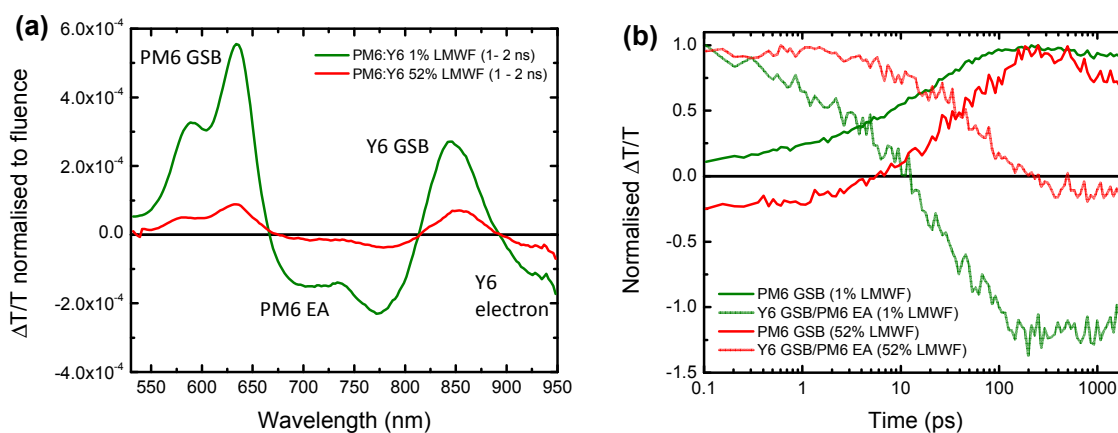 (a)
6.0x10⁻⁴
4.0x10⁻⁴
2.0x10⁻⁴
0.0
-2.0x10⁻⁴
-4.0x10⁻⁴
ΔT/T normalised to fluence
PM6 GSB
PM6:Y6 1% LMWF (1- 2 ns)
PM6:Y6 52% LMWF (1 - 2 ns)
Y6 GSB
PM6 EA
Y6
electron
550 600 650 700 750 800 850 900 950
Wavelength (nm)
(b)
1.0
0.5
0.0
-0.5
-1.0
-1.5
Normalised ΔT/T
PM6 GSB (1% LMWF)
Y6 GSB/PM6 EA (1% LMWF)
PM6 GSB (52% LMWF)
Y6 GSB/PM6 EA (52% LMWF)
0.1 1 10 100 1000
Time (ps)